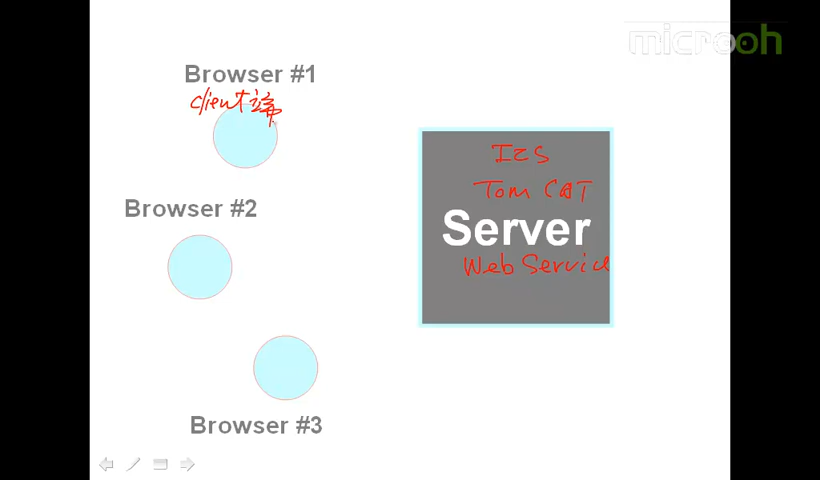 microoh
Browser #1
client端
IIS
Tom CAT
Browser #2
Server
Web Service
Browser #3